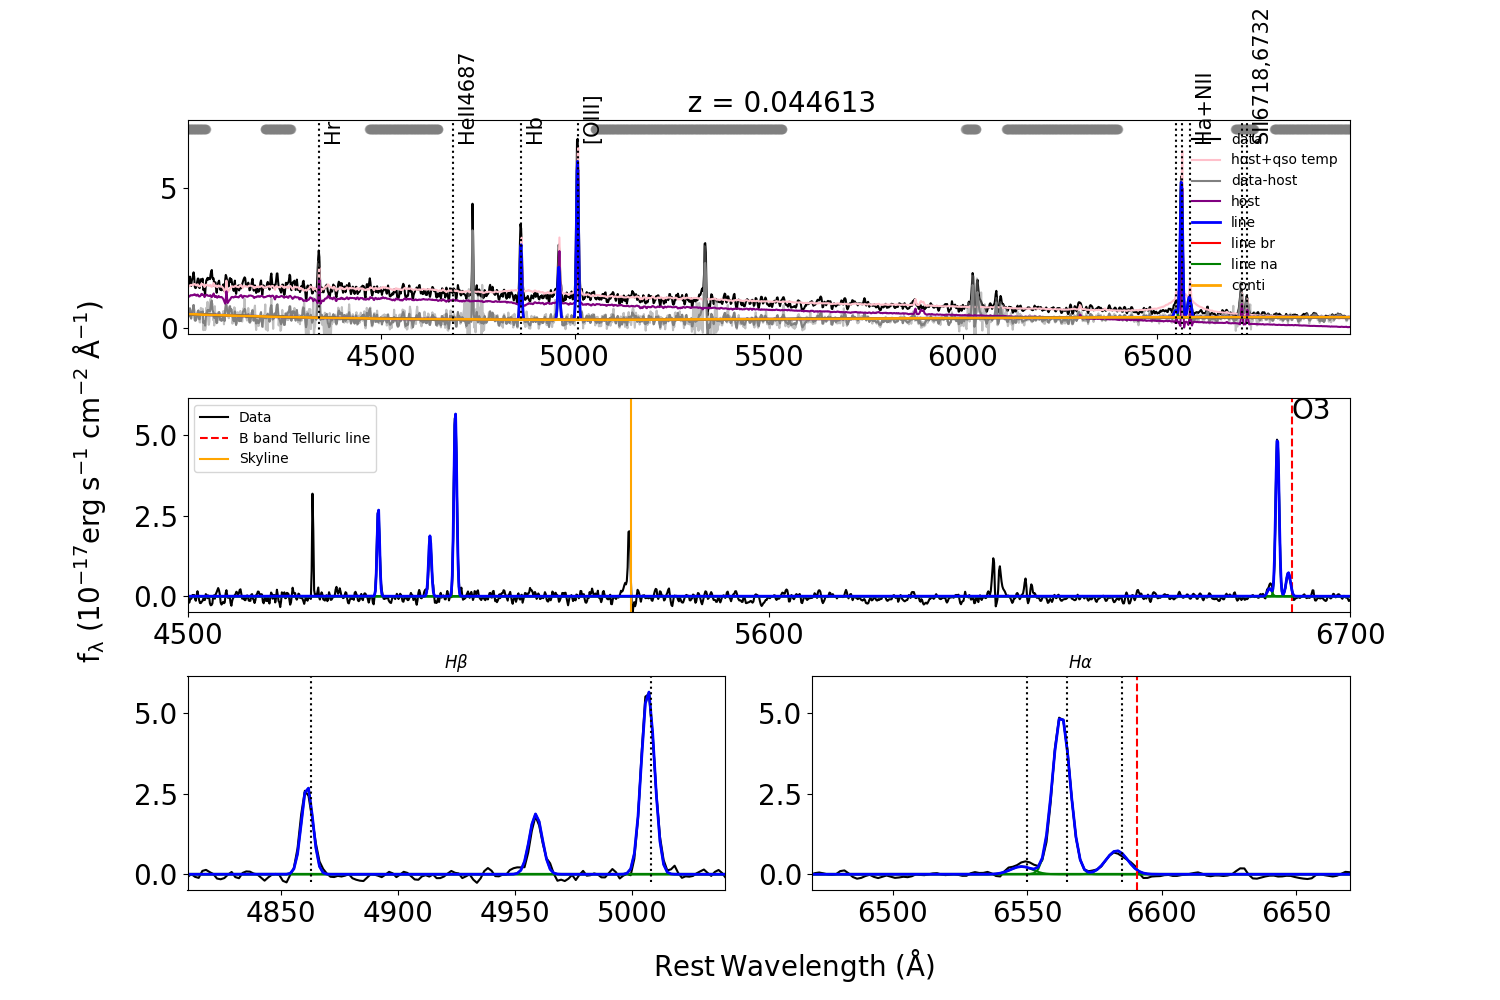 Hr
HeII4687
Hb
[OIII]
Ha+NII
SII6718,6732
z = 0.044613
data
host+qso temp
data-host
host
line
line br
line na
conti
5
0
4500
5000
5500
6000
6500
Data
B band Telluric line
Skyline
O3
5.0
2.5
0.0
4500
5600
6700
fλ (10−17erg s−1 cm−2 Å−1)
Hβ
5.0
2.5
0.0
4850
4900
4950
5000
Hα
5.0
2.5
0.0
6500
6550
6600
6650
Rest Wavelength (Å)